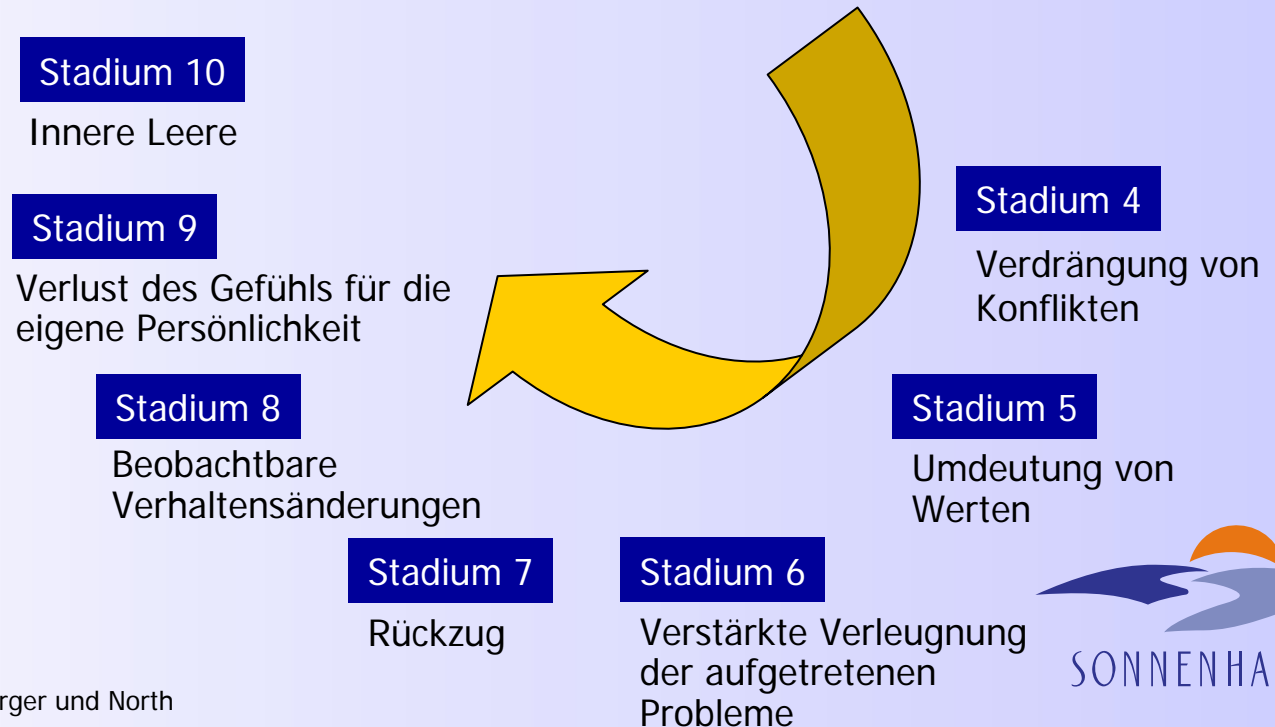 Stadium 10
Innere Leere
Stadium 9
Verlust des Gefühls für die
eigene Persönlichkeit
Stadium 8
Beobachtbare
Verhaltensänderungen
Stadium 7
Rückzug
Stadium 4
Verdrängung von
Konflikten
Stadium 5
Umdeutung von
Werten
Stadium 6
Verstärkte Verleugnung
der aufgetretenen
Probleme
und North